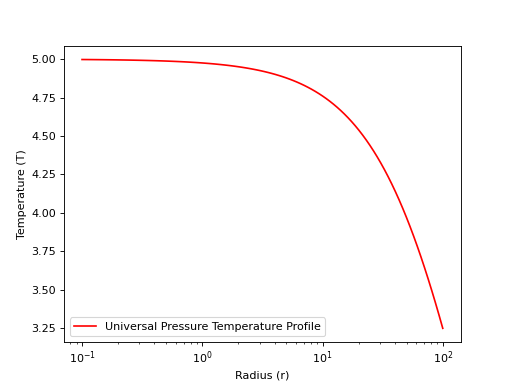 5.00
4.75
4.50
4.25
4.00
3.75
3.50
3.25
Temperature (T)
Universal Pressure Temperature Profile
10⁻¹ 10⁰ 10¹ 10²
Radius (r)